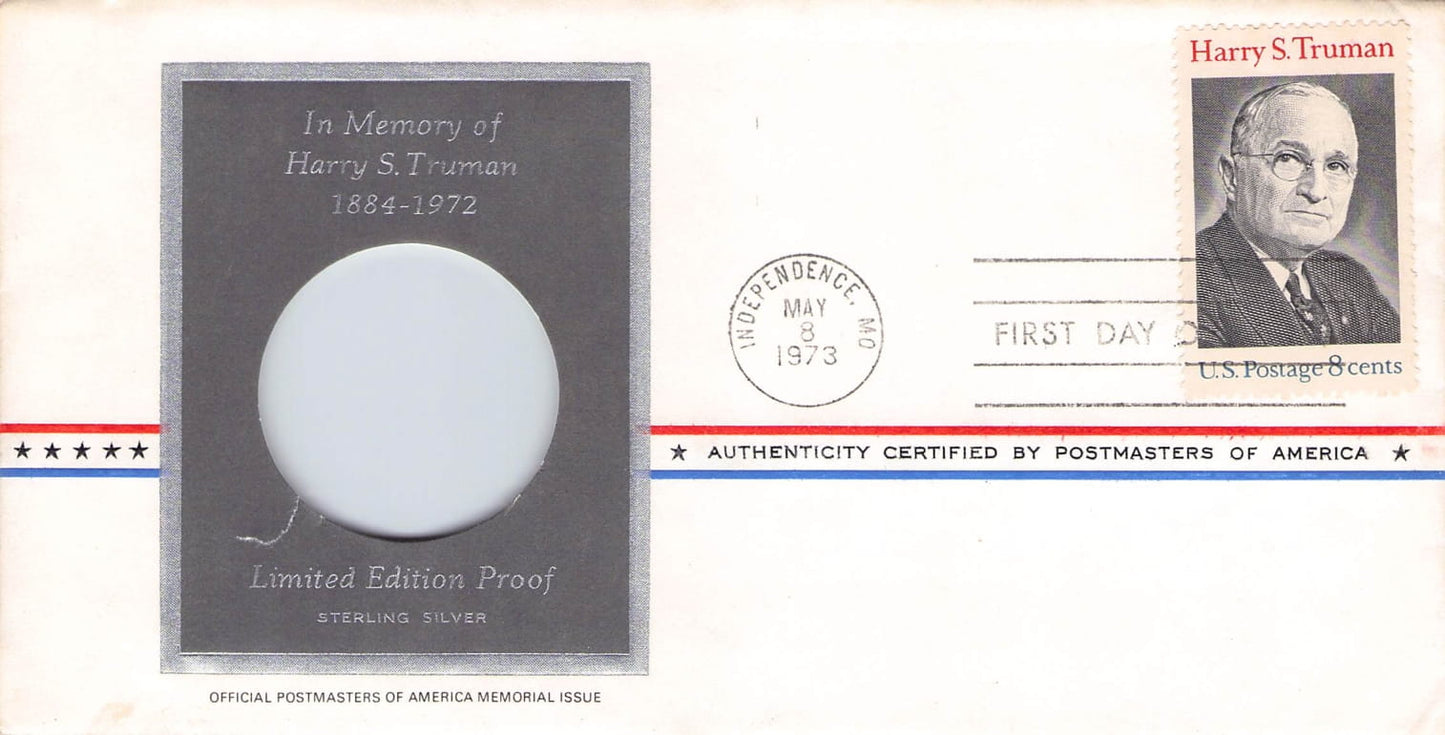 In Memory of
Harry S. Truman
1884-1972
Limited Edition Proof
STERLING SILVER
OFFICIAL POSTMASTERS OF AMERICA MEMORIAL ISSUE
INDEPENDENCE, MO
MAY
8
1973
FIRST DAY O
Harry S. Truman
U.S. Postage 8 cents
★ ★ ★ ★ ★
★ AUTHENTICITY CERTIFIED BY POSTMASTERS OF AMERICA ★